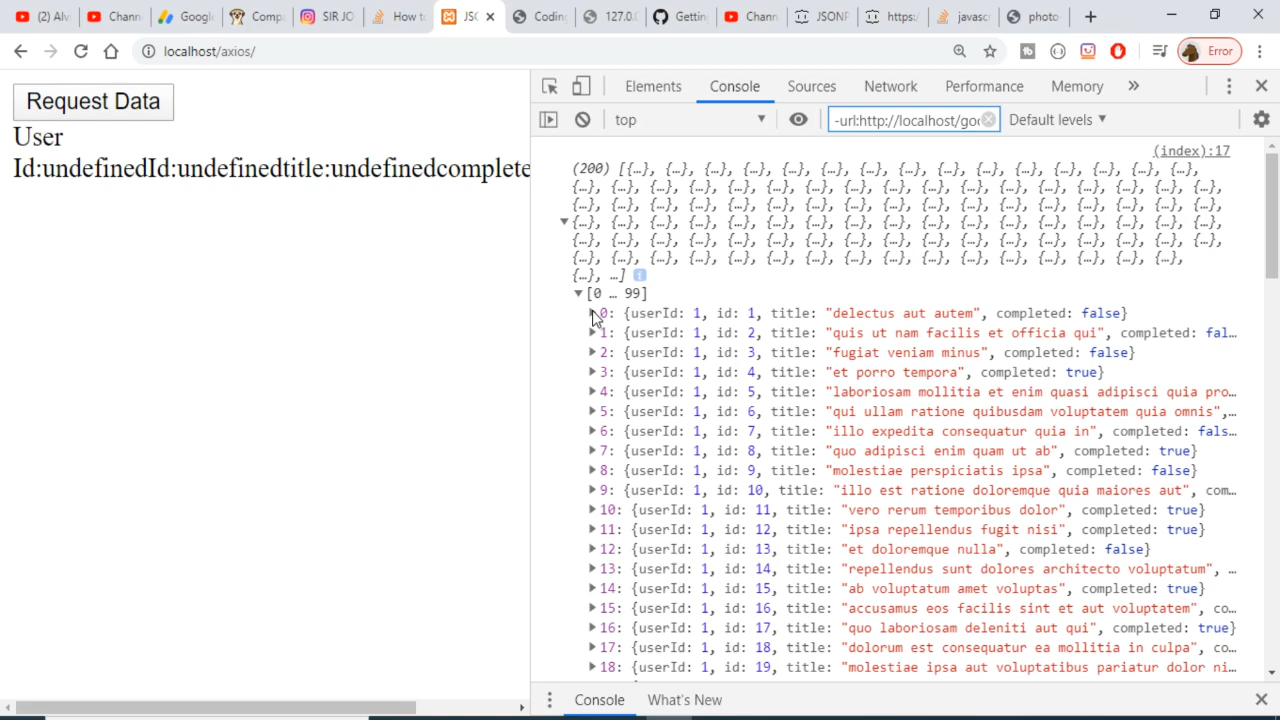 (2) Alv
Chann
Google
Compa
SIR JO
How to
JSC
Coding
127.0.
Gettin
Chann
JSONP
https:/
javasc
photo
localhost/axios/
Error
Request Data
User
Id:undefinedId:undefinedtitle:undefinedcomplete
Elements
Console
Sources
Network
Performance
Memory
top
-url:http://localhost/goo
Default levels
(index):17
(200) [{…}, {…}, {…}, {…}, {…}, {…}, {…}, {…}, {…}, {…}, {…}, {…}, {…}, {…}, {…},
{…}, {…}, {…}, {…}, {…}, {…}, {…}, {…}, {…}, {…}, {…}, {…}, {…}, {…}, {…}, {…}, {…},
{…}, {…}, {…}, {…}, {…}, {…}, {…}, {…}, {…}, {…}, {…}, {…}, {…}, {…}, {…}, {…}, {…},
{…}, {…}, {…}, {…}, {…}, {…}, {…}, {…}, {…}, {…}, {…}, {…}, {…}, {…}, {…}, {…}, {…},
{…}, {…}, {…}, {…}, {…}, {…}, {…}, {…}, {…}, {…}, {…}, {…}, {…}, {…}, {…}, {…}, {…},
{…}, {…}, {…}, {…}, {…}, {…}, {…}, {…}, {…}, {…}, {…}, {…}, {…}, {…}, {…}, {…},
{…}, …]
[0 … 99]
0: {userId: 1, id: 1, title: "delectus aut autem", completed: false}
1: {userId: 1, id: 2, title: "quis ut nam facilis et officia qui", completed: fal…
2: {userId: 1, id: 3, title: "fugiat veniam minus", completed: false}
3: {userId: 1, id: 4, title: "et porro tempora", completed: true}
4: {userId: 1, id: 5, title: "laboriosam mollitia et enim quasi adipisci quia pro…
5: {userId: 1, id: 6, title: "qui ullam ratione quibusdam voluptatem quia omnis",…
6: {userId: 1, id: 7, title: "illo expedita consequatur quia in", completed: fals…
7: {userId: 1, id: 8, title: "quo adipisci enim quam ut ab", completed: true}
8: {userId: 1, id: 9, title: "molestiae perspiciatis ipsa", completed: false}
9: {userId: 1, id: 10, title: "illo est ratione doloremque quia maiores aut", com…
10: {userId: 1, id: 11, title: "vero rerum temporibus dolor", completed: true}
11: {userId: 1, id: 12, title: "ipsa repellendus fugit nisi", completed: true}
12: {userId: 1, id: 13, title: "et doloremque nulla", completed: false}
13: {userId: 1, id: 14, title: "repellendus sunt dolores architecto voluptatum", …
14: {userId: 1, id: 15, title: "ab voluptatum amet voluptas", completed: true}
15: {userId: 1, id: 16, title: "accusamus eos facilis sint et aut voluptatem", co…
16: {userId: 1, id: 17, title: "quo laboriosam deleniti aut qui", completed: true}
17: {userId: 1, id: 18, title: "dolorum est consequatur ea mollitia in culpa", co…
18: {userId: 1, id: 19, title: "molestiae ipsa aut voluptatibus pariatur dolor ni…
Console
What's New